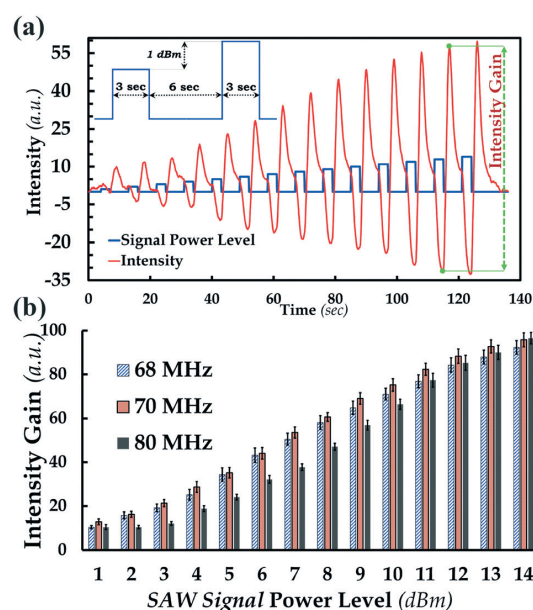 (a)
1 dBm
3 sec
6 sec
3 sec
55
40
25
10
-5
-20
-35
Intensity (a.u.)
Intensity Gain
Signal Power Level
Intensity
0 20 40 60 80 100 120 140
Time (sec)
(b)
100
80
60
40
20
0
Intensity Gain (a.u.)
68 MHz
70 MHz
80 MHz
1 2 3 4 5 6 7 8 9 10 11 12 13 14
SAW Signal Power Level (dBm)